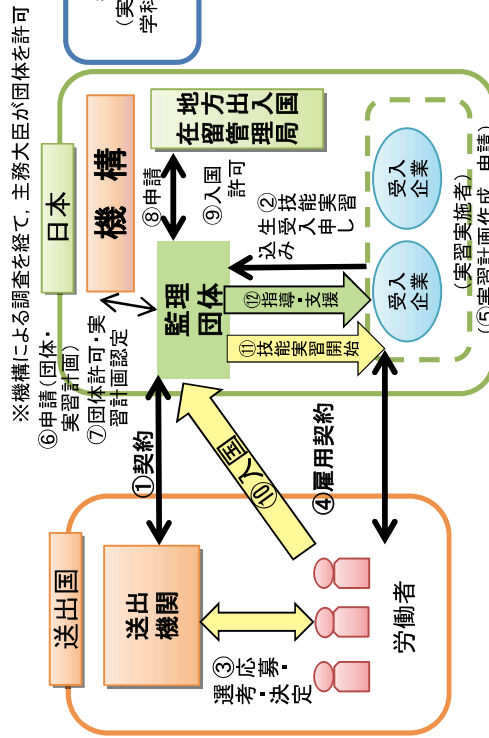 ※機構による調査を経て、主務大臣が団体を許可
送出国
日本
(実
学科
送出
機関
機　構
⑥申請(団体・
実習計画)
⑦団体許可・実
習計画認定
①契約
監理
団体
⑧申請
⑨入国
許可
地方出入国
在留管理局
③応募・
選考・決定
⑩入国
②技能実習
生受入申し
込み
⑫指導・支援
⑪技能実習開始
④雇用契約
受入
企業
受入
企業
労働者
(実習実施者)
(⑤実習計画作成、申請)